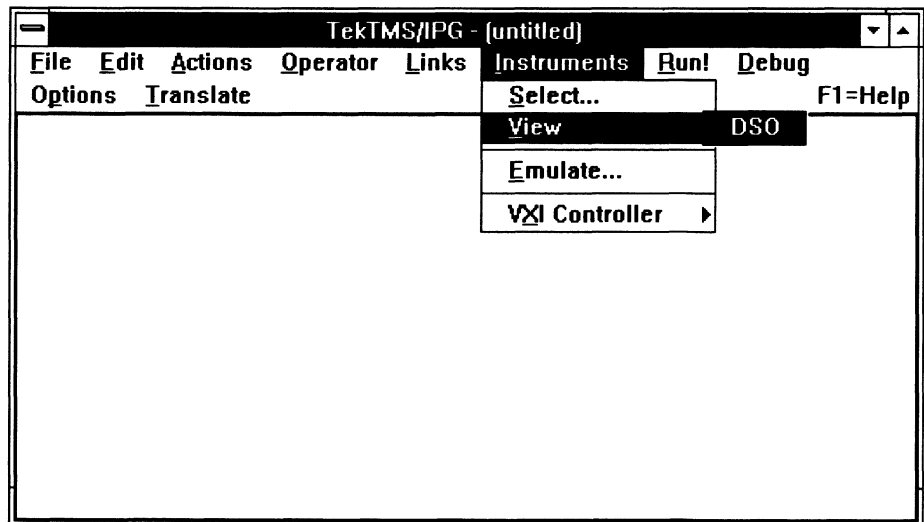 TekTMS/IPG - (untitled)
File Edit Actions Operator Links Instruments Run! Debug
Options Translate F1=Help
Select...
View DSO
Emulate...
VXI Controller